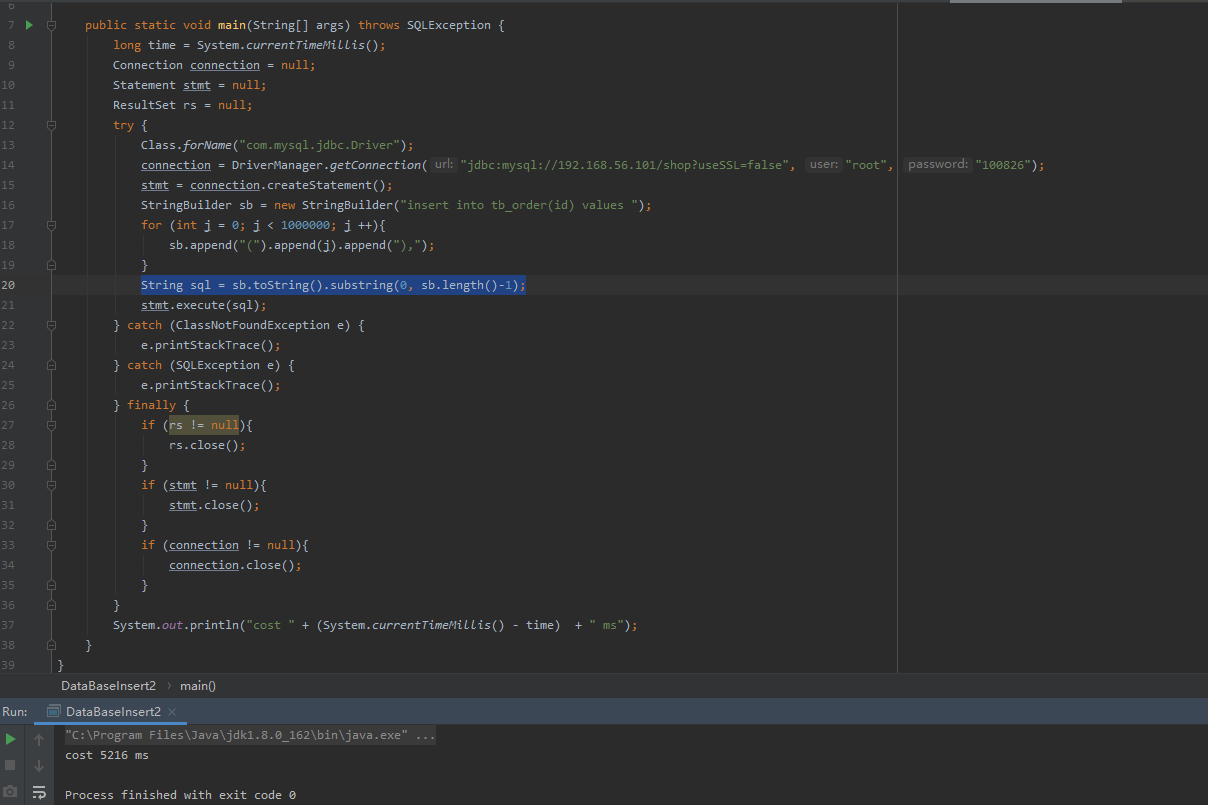 6
7 public static void main(String[] args) throws SQLException {
8 long time = System.currentTimeMillis();
9 Connection connection = null;
10 Statement stmt = null;
11 ResultSet rs = null;
12 try {
13 Class.forName("com.mysql.jdbc.Driver");
14 connection = DriverManager.getConnection( url: "jdbc:mysql://192.168.56.101/shop?useSSL=false", user: "root", password: "100826");
15 stmt = connection.createStatement();
16 StringBuilder sb = new StringBuilder("insert into tb_order(id) values ");
17 for (int j = 0; j < 1000000; j ++){
18 sb.append("(").append(j).append("),");
19 }
20 String sql = sb.toString().substring(0, sb.length()-1);
21 stmt.execute(sql);
22 } catch (ClassNotFoundException e) {
23 e.printStackTrace();
24 } catch (SQLException e) {
25 e.printStackTrace();
26 } finally {
27 if (rs != null){
28 rs.close();
29 }
30 if (stmt != null){
31 stmt.close();
32 }
33 if (connection != null){
34 connection.close();
35 }
36 }
37 System.out.println("cost " + (System.currentTimeMillis() - time) + " ms");
38 }
39 }
DataBaseInsert2 › main()
Run: DataBaseInsert2 ×
"C:\Program Files\Java\jdk1.8.0_162\bin\java.exe" ...
cost 5216 ms
Process finished with exit code 0